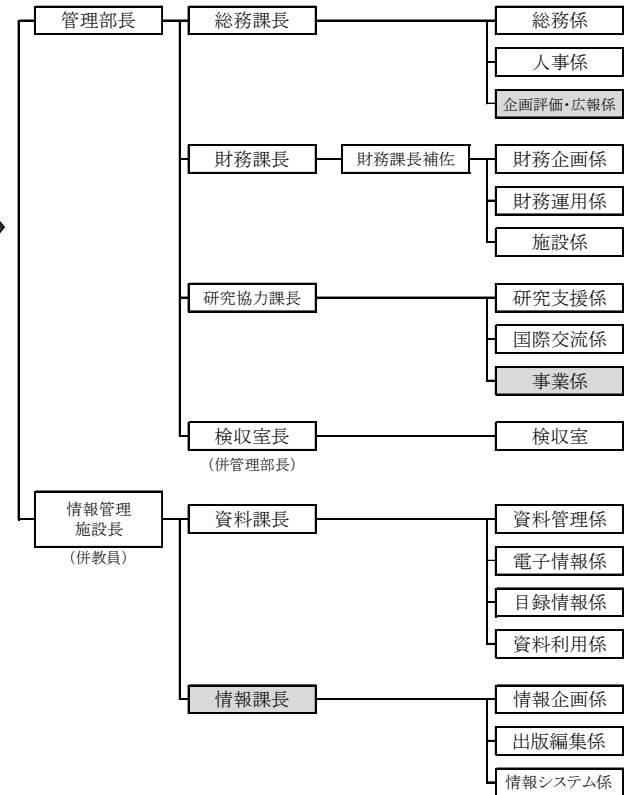 管理部長
総務課長
総務係
人事係
企画評価・広報係
財務課長
財務課長補佐
財務企画係
財務運用係
施設係
研究協力課長
研究支援係
国際交流係
事業係
検収室長
(併管理部長)
検収室
情報管理
施設長
(併教員)
資料課長
資料管理係
電子情報係
目録情報係
資料利用係
情報課長
情報企画係
出版編集係
情報システム係